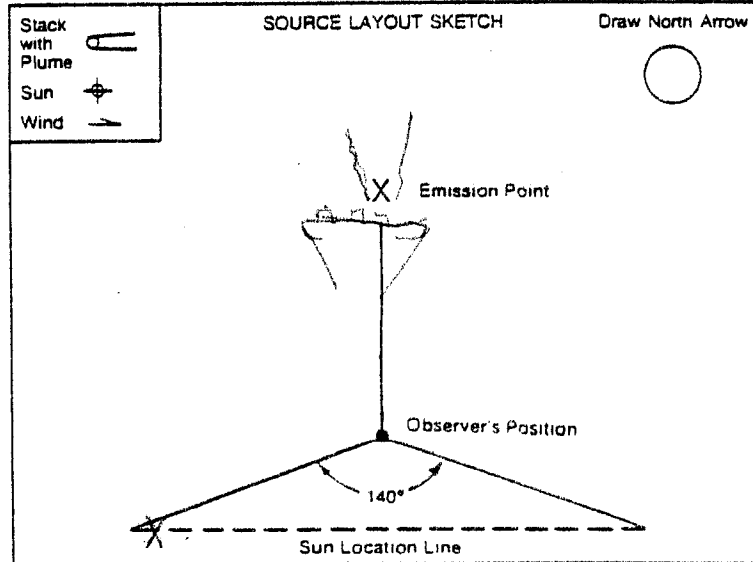 Stack
with
Plume
Sun
Wind
SOURCE LAYOUT SKETCH
Draw North Arrow
X Emission Point
Observer's Position
140°
X
Sun Location Line